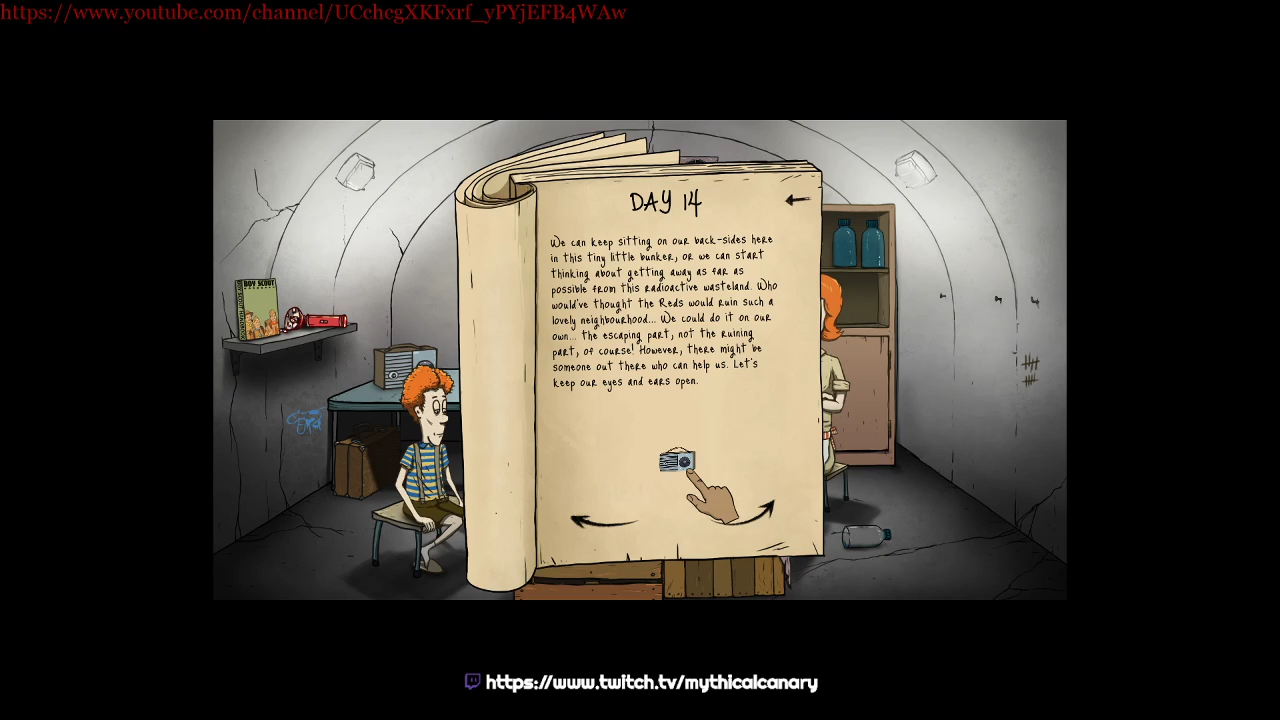 https://www.youtube.com/channel/UCchcgXKFxrf_yPYjEFB4WAw
DAY 14
We can keep sitting on our back-sides here
in this tiny little bunker, or we can start
thinking about getting away as far as
possible from this radioactive wasteland. Who
would've thought the Reds would ruin such a
lovely neighbourhood... We could do it on our
own... The escaping part, not the ruining
part, of course! However, there might be
someone out there who can help us. Let's
keep our eyes and ears open.
BOY SCOUT
https://www.twitch.tv/mythicalcanary